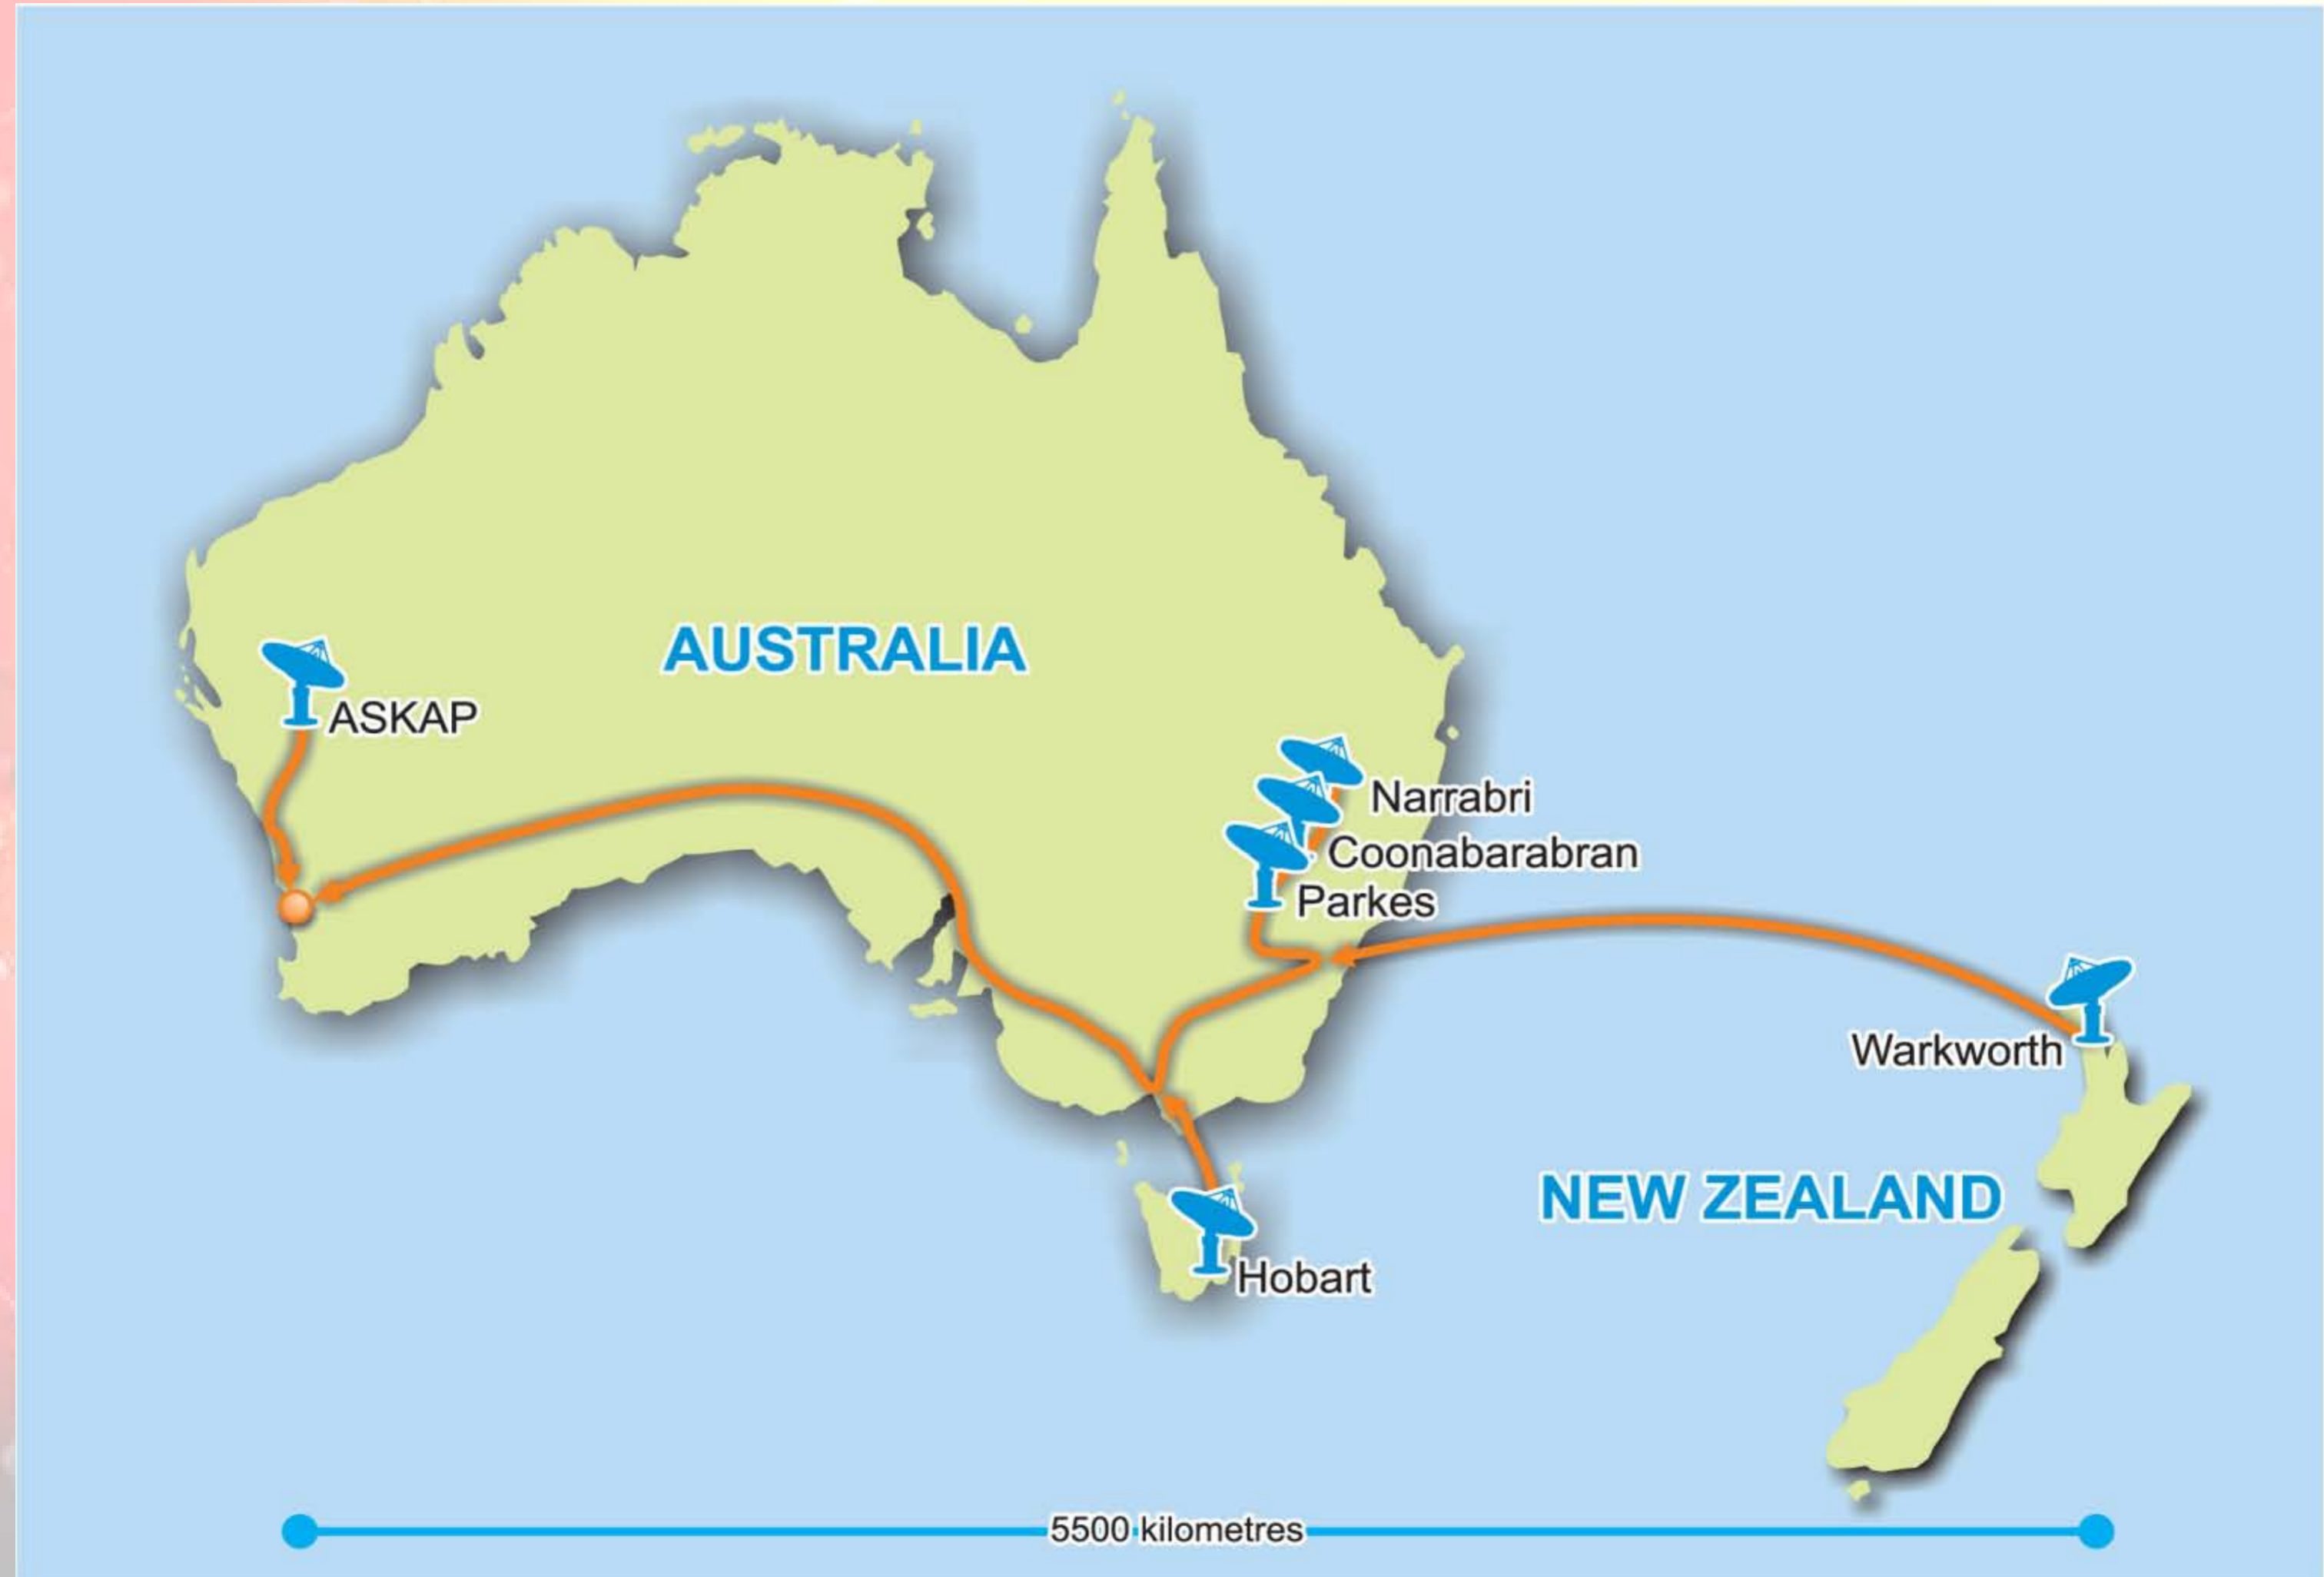 AUSTRALIA
ASKAP
Narrabri
Coonabarabran
Parkes
Warkworth
NEW ZEALAND
Hobart
5500 kilometres